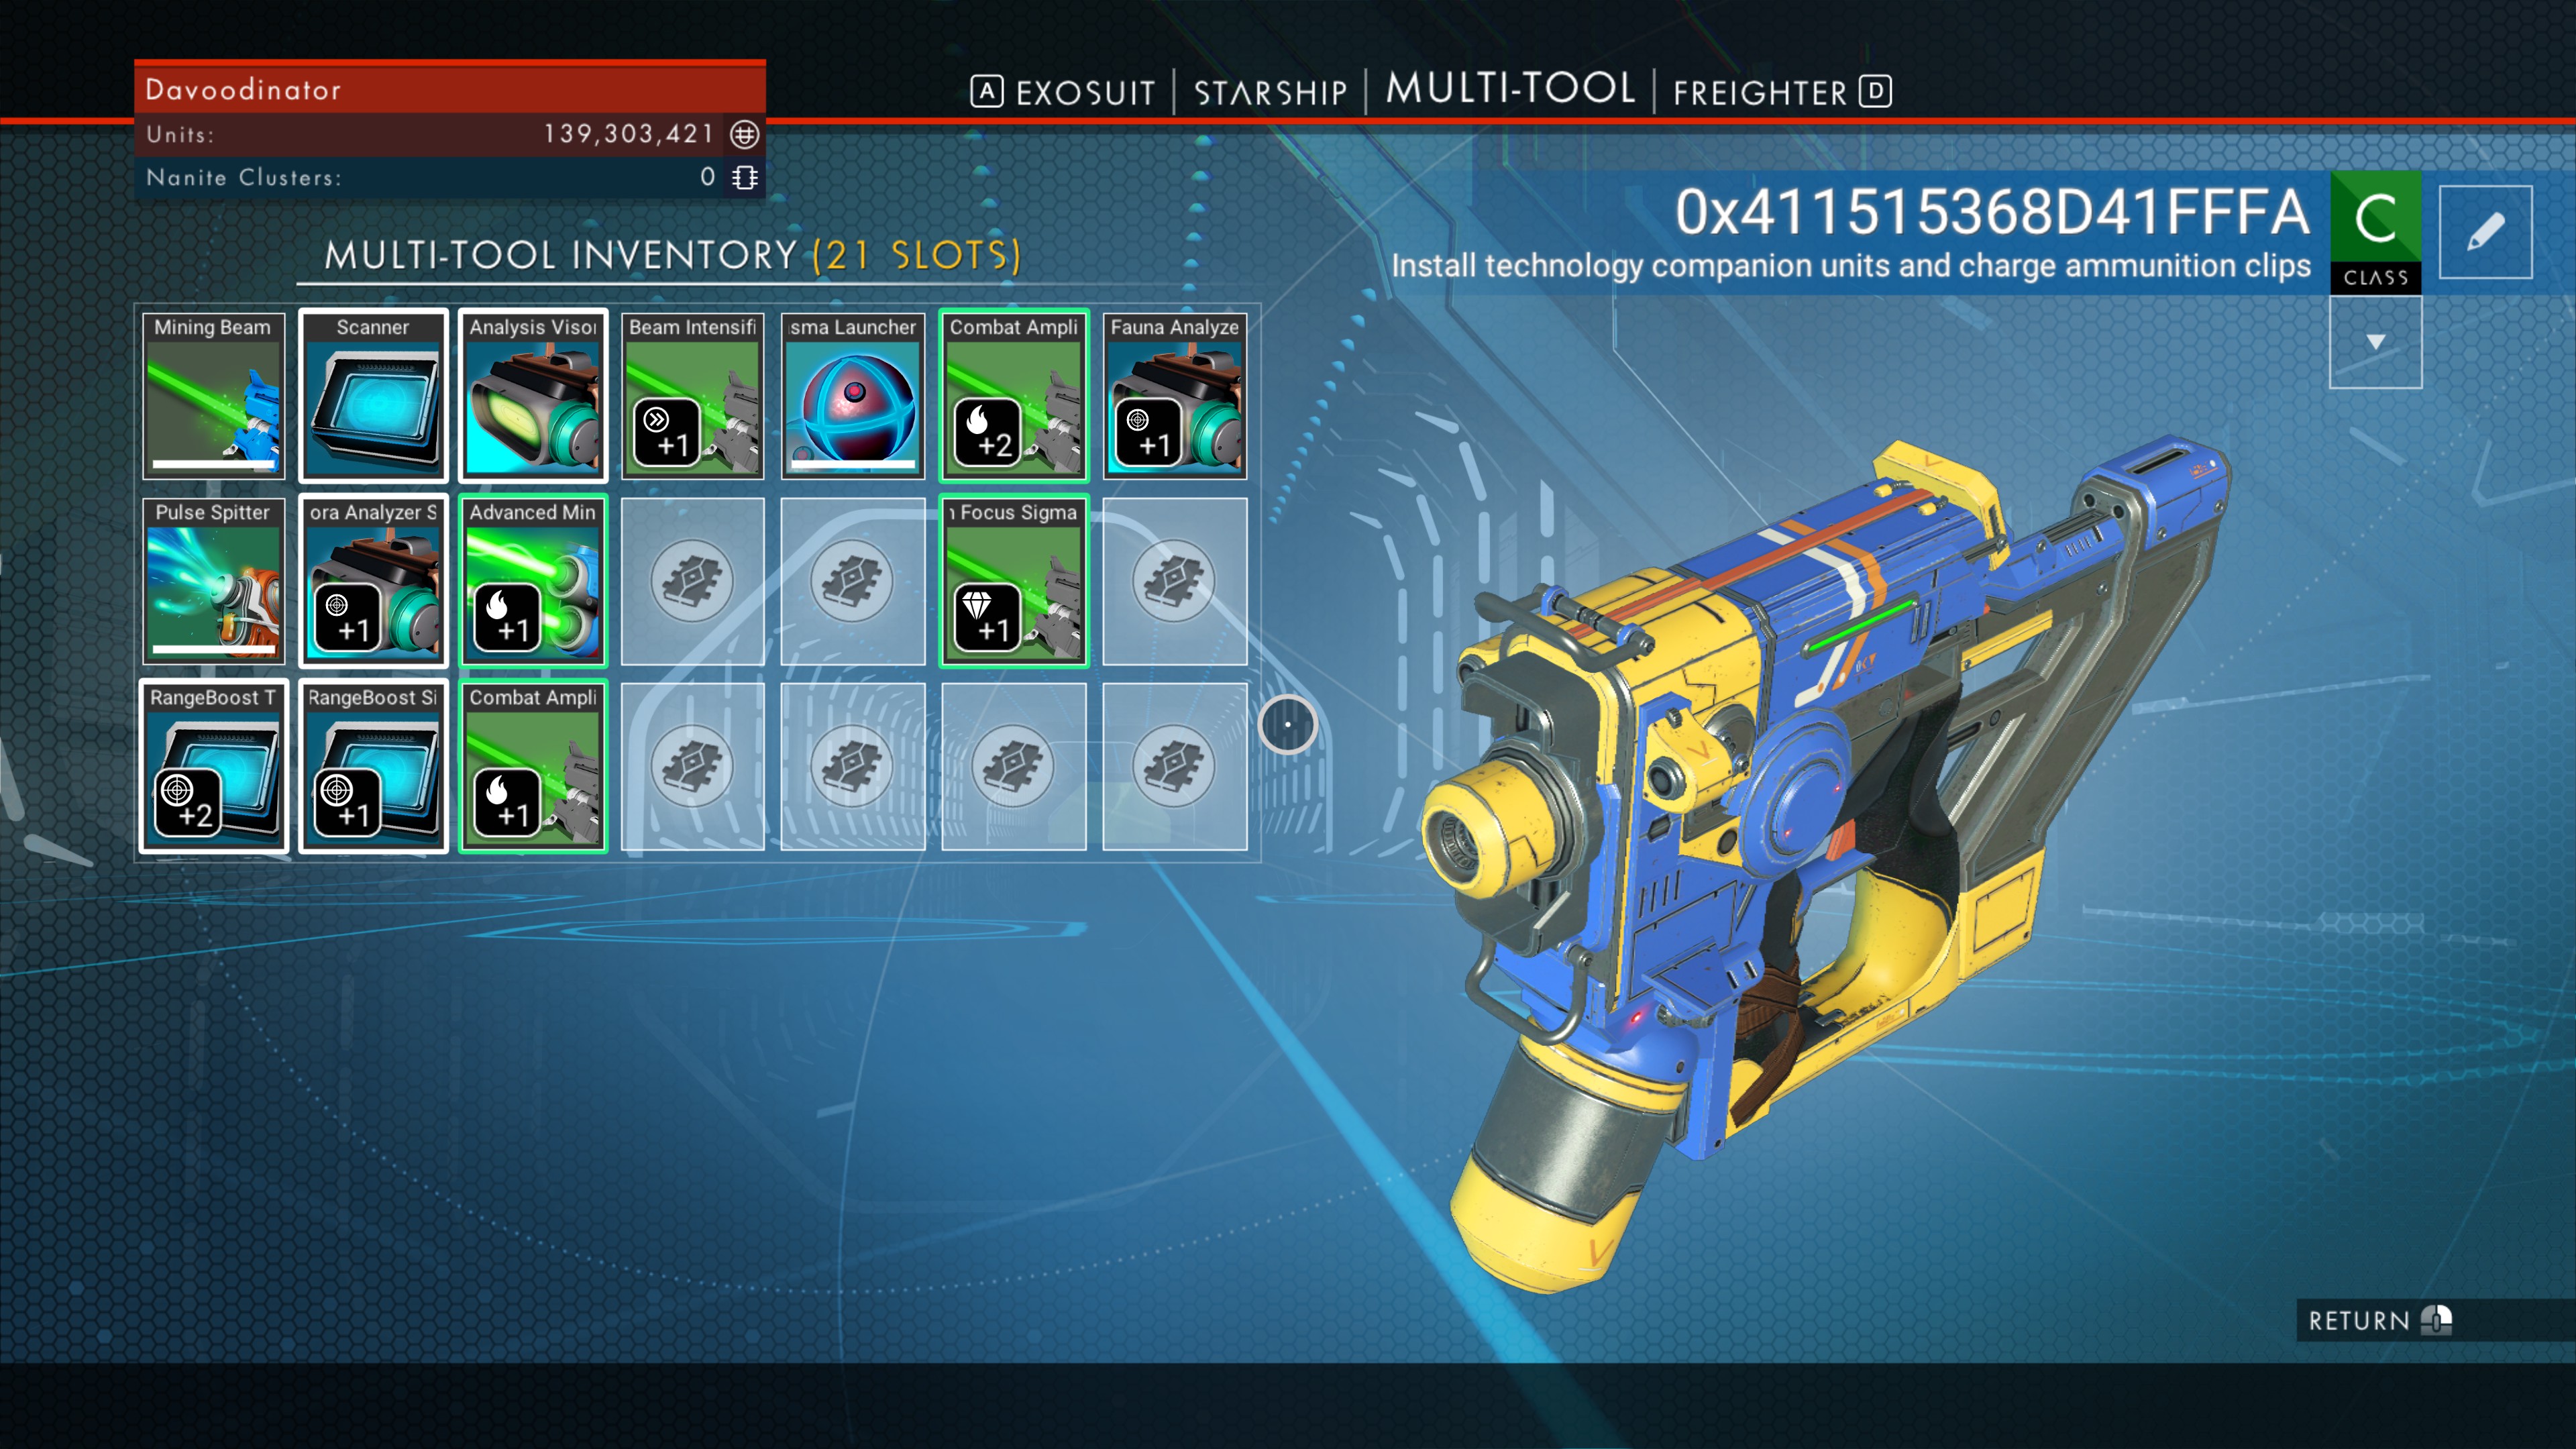 Davoodinator
Units: 139,303,421
Nanite Clusters: 0
A EXOSUIT STARSHIP MULTI-TOOL FREIGHTER D
0x411515368D41FFFA
Install technology companion units and charge ammunition clips
C
CLASS
MULTI-TOOL INVENTORY (21 SLOTS)
Mining Beam Scanner Analysis Visor Beam Intensifi sma Launcher Combat Ampli Fauna Analyze
+1 +2 +1
Pulse Spitter ora Analyzer S Advanced Min n Focus Sigma
+1 +1 +1
RangeBoost T RangeBoost Si Combat Ampli
+2 +1 +1
RETURN